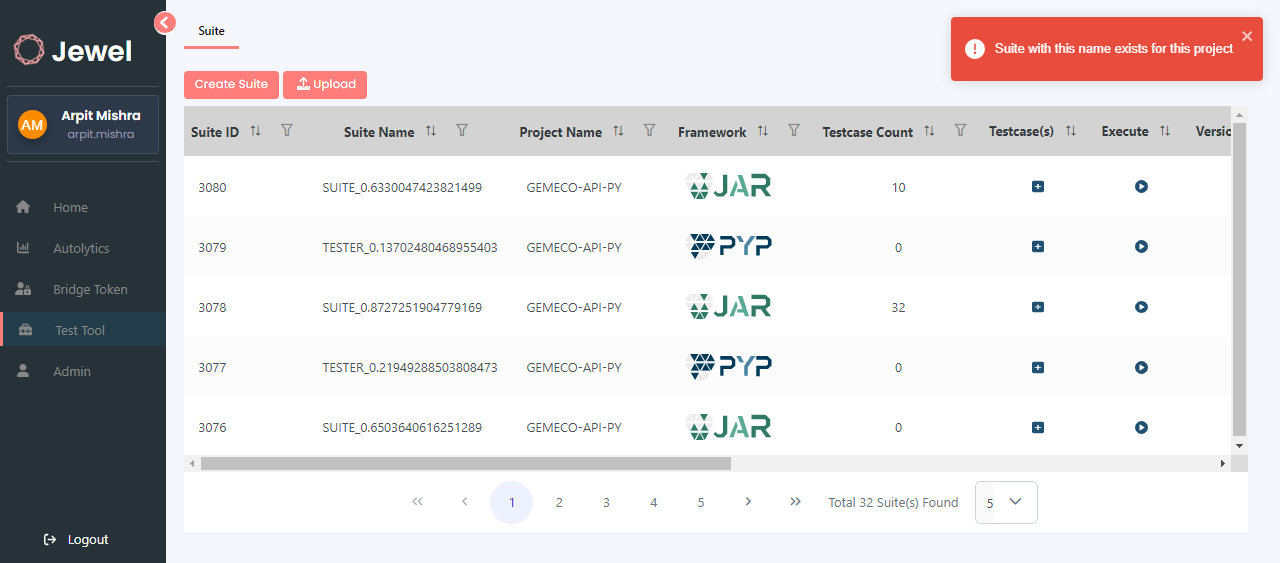 Jewel
AM
Arpit Mishra
arpit.mishra
Home
Autolytics
Bridge Token
Test Tool
Admin
Logout
Suite
Suite with this name exists for this project
Create Suite
Upload
Suite ID Suite Name Project Name Framework Testcase Count Testcase(s) Execute Versio
3080 SUITE_0.6330047423821499 GEMECO-API-PY JAR 10
3079 TESTER_0.13702480468955403 GEMECO-API-PY PYP 0
3078 SUITE_0.8727251904779169 GEMECO-API-PY JAR 32
3077 TESTER_0.21949288503808473 GEMECO-API-PY PYP 0
3076 SUITE_0.6503640616251289 GEMECO-API-PY JAR 0
1 2 3 4 5 Total 32 Suite(s) Found 5